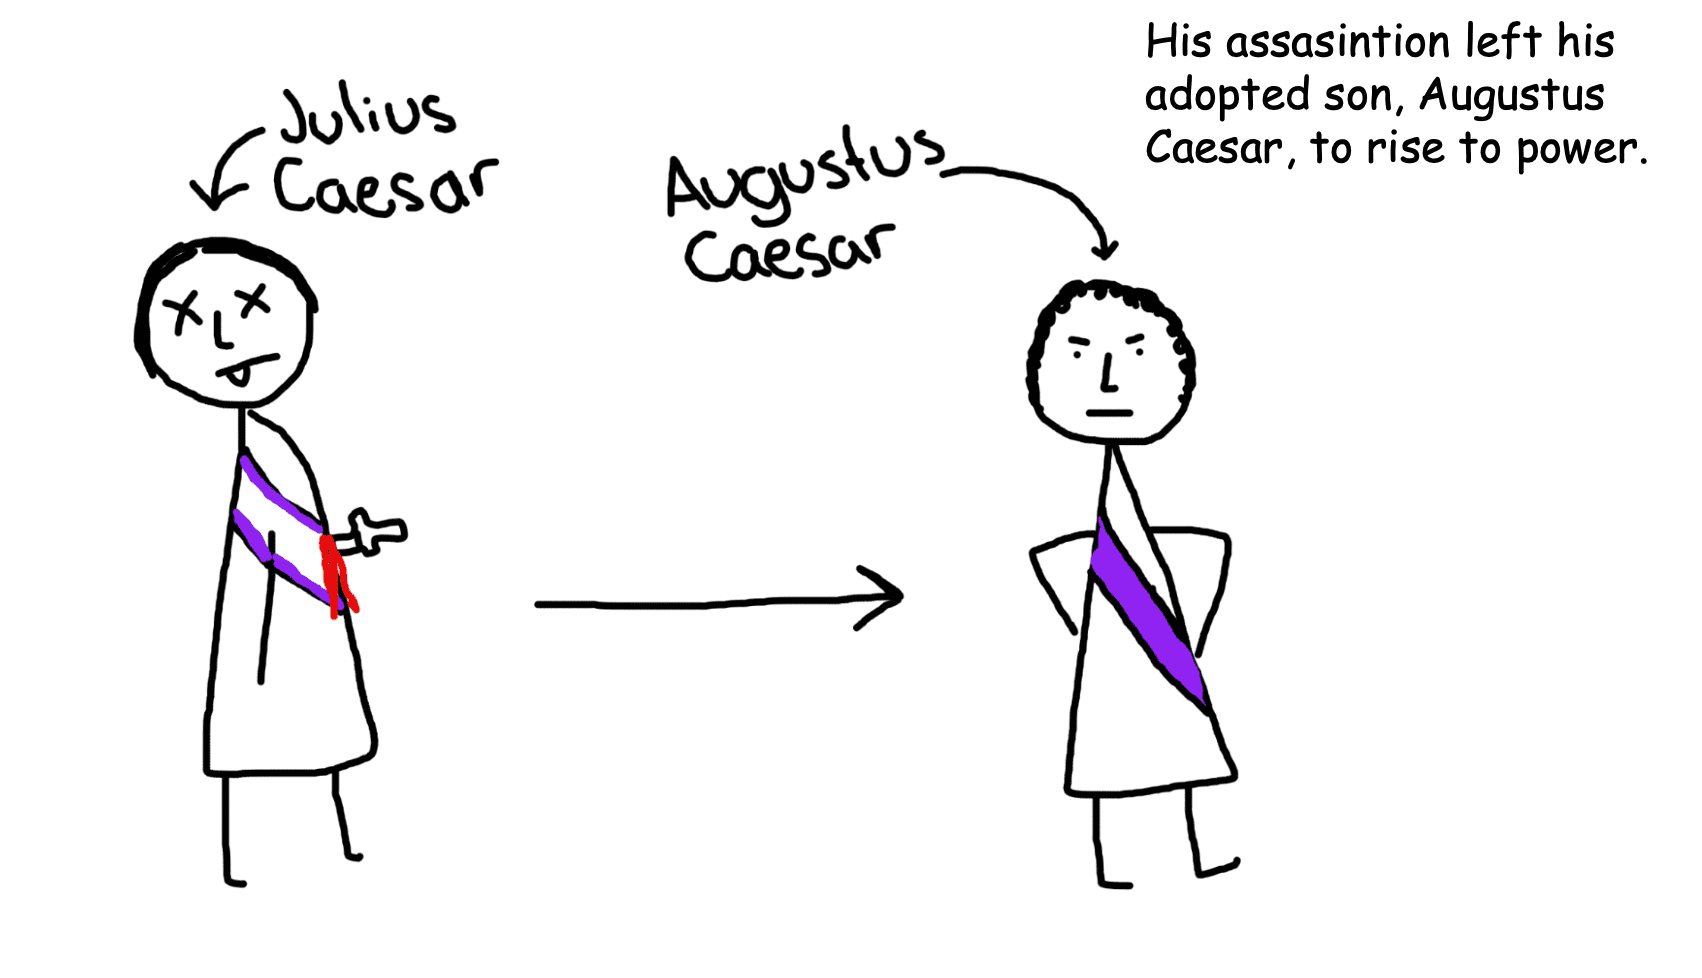 His assasintion left his
adopted son, Augustus
Caesar, to rise to power.
Julius
Caesar
Augustus
Caesar